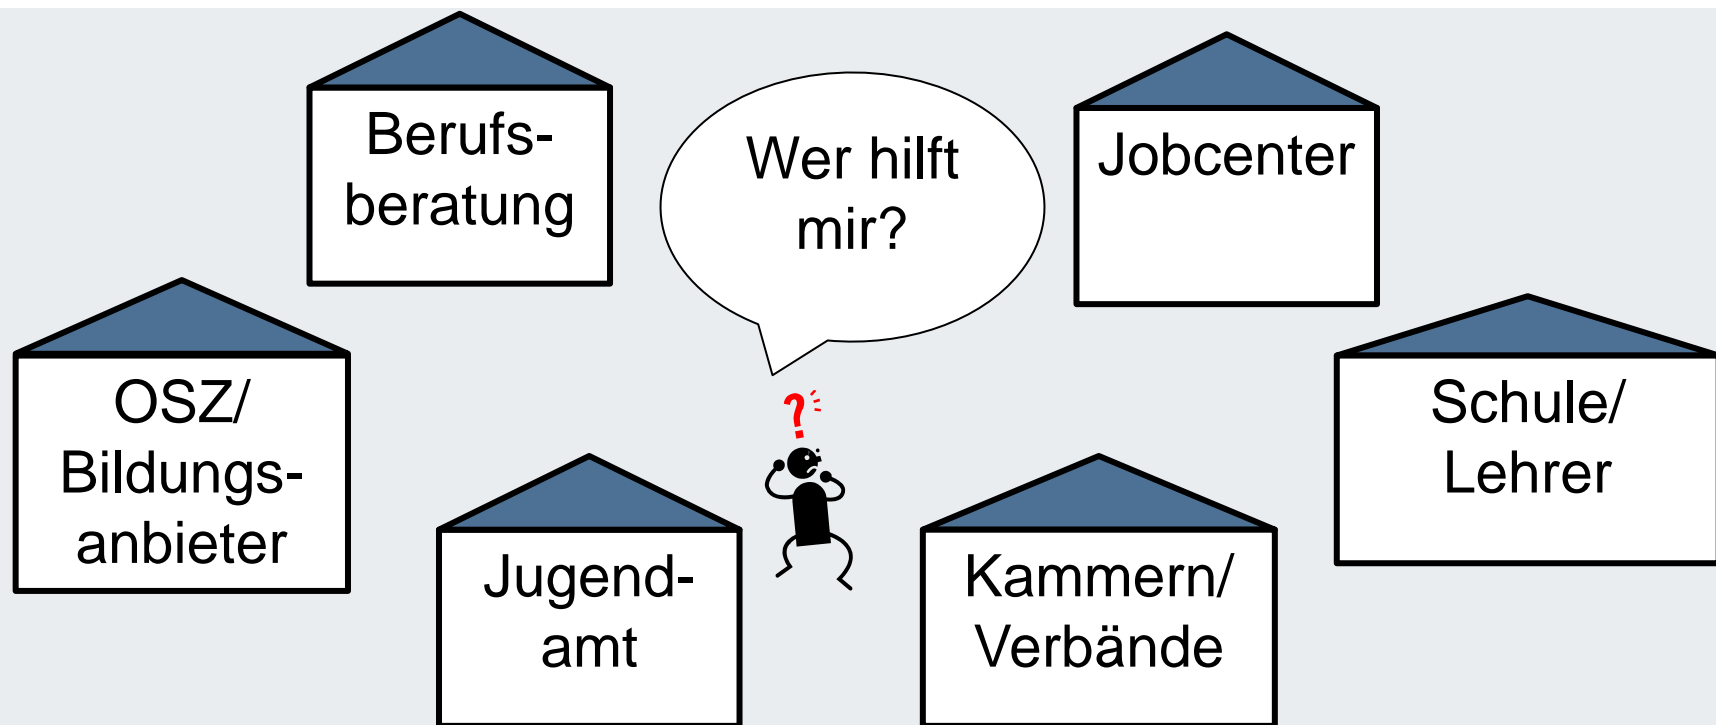 Berufs-
beratung
Wer hilft
mir?
Jobcenter
OSZ/
Bildungs-
anbieter
Schule/
Lehrer
Jugend-
amt
Kammern/
Verbände